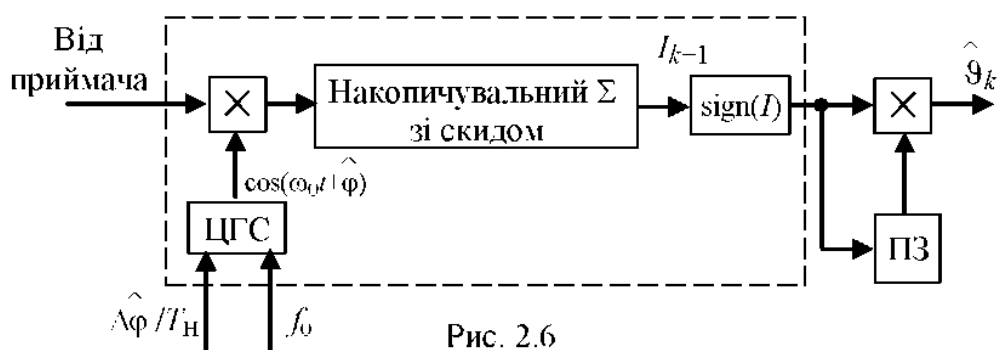 Від
приймача
×
Накопичувальний Σ
зі скидом
I_{k−1}
sign(I)
×
ϑ̂_k
cos(ω₀t+φ̂)
ЦГС
ПЗ
Δφ̂ /T_Н
f₀
Рис. 2.6